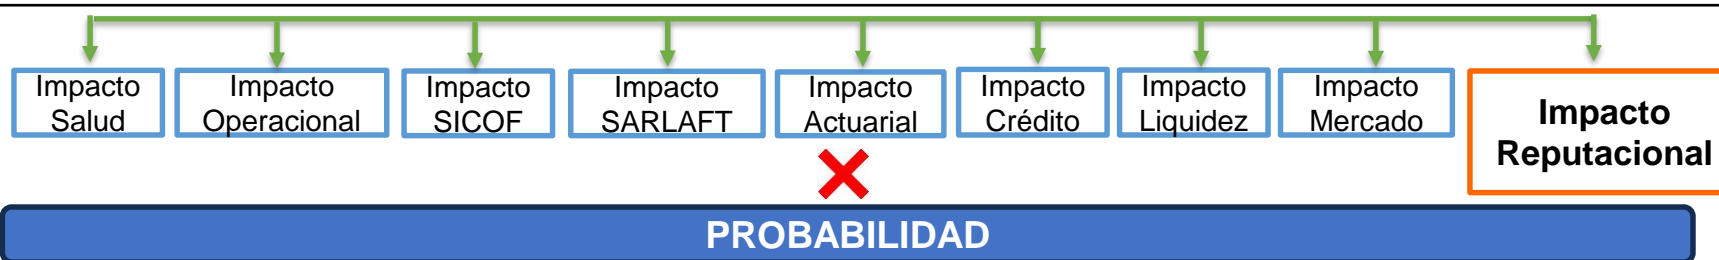 Impacto
Salud
Impacto
Operacional
Impacto
SICOF
Impacto
SARLAFT
Impacto
Actuarial
Impacto
Crédito
Impacto
Liquidez
Impacto
Mercado
Impacto
Reputacional
PROBABILIDAD